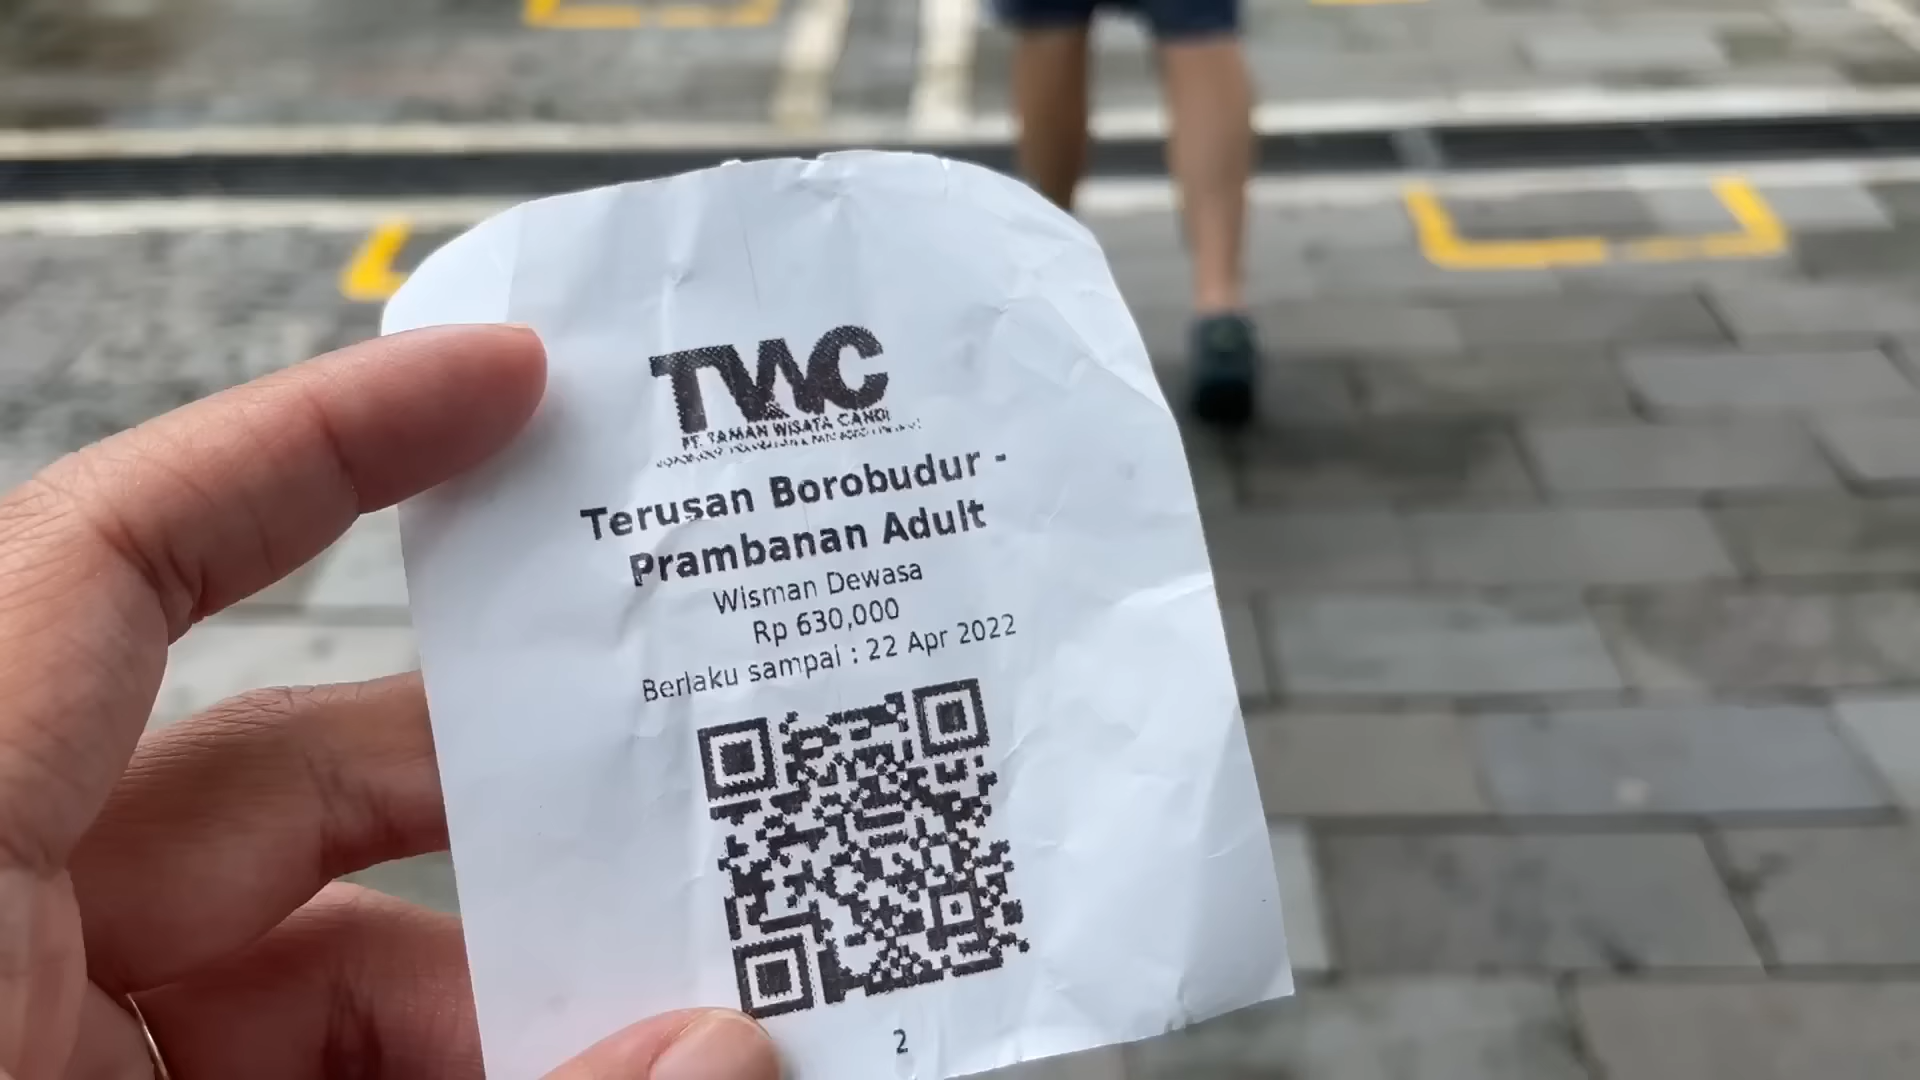 TWC
PT. TAMAN WISATA CANDI
Terusan Borobudur -
Prambanan Adult
Wisman Dewasa
Rp 630,000
Berlaku sampai : 22 Apr 2022
2